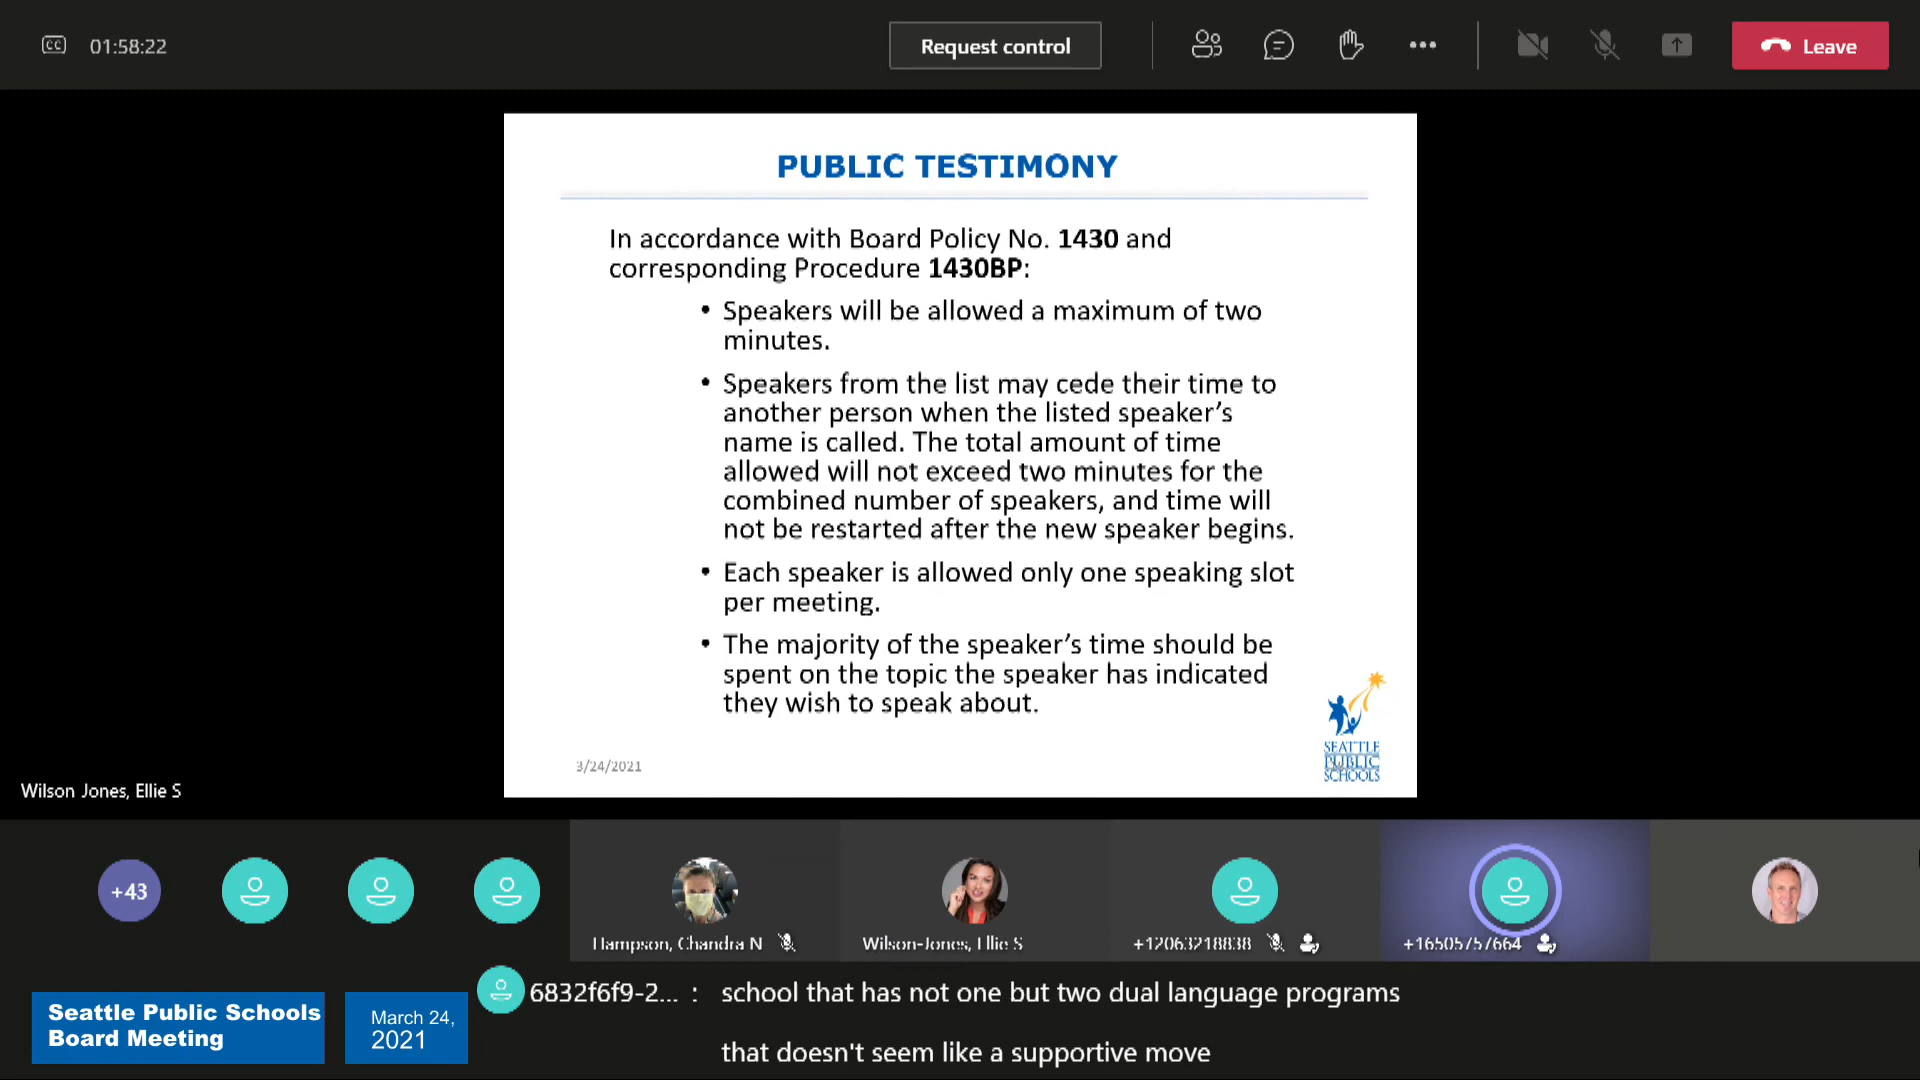 CC 01:58:22
Request control
Leave
PUBLIC TESTIMONY
In accordance with Board Policy No. 1430 and
corresponding Procedure 1430BP:
• Speakers will be allowed a maximum of two
minutes.
• Speakers from the list may cede their time to
another person when the listed speaker’s
name is called. The total amount of time
allowed will not exceed two minutes for the
combined number of speakers, and time will
not be restarted after the new speaker begins.
• Each speaker is allowed only one speaking slot
per meeting.
• The majority of the speaker’s time should be
spent on the topic the speaker has indicated
they wish to speak about.
3/24/2021
SEATTLE
PUBLIC
SCHOOLS
Wilson Jones, Ellie S
+43
Hampson, Chandra N
Wilson-Jones, Ellie S
+12063218838
+16505757664
6832f6f9-2... : school that has not one but two dual language programs
that doesn't seem like a supportive move
Seattle Public Schools
Board Meeting
March 24,
2021